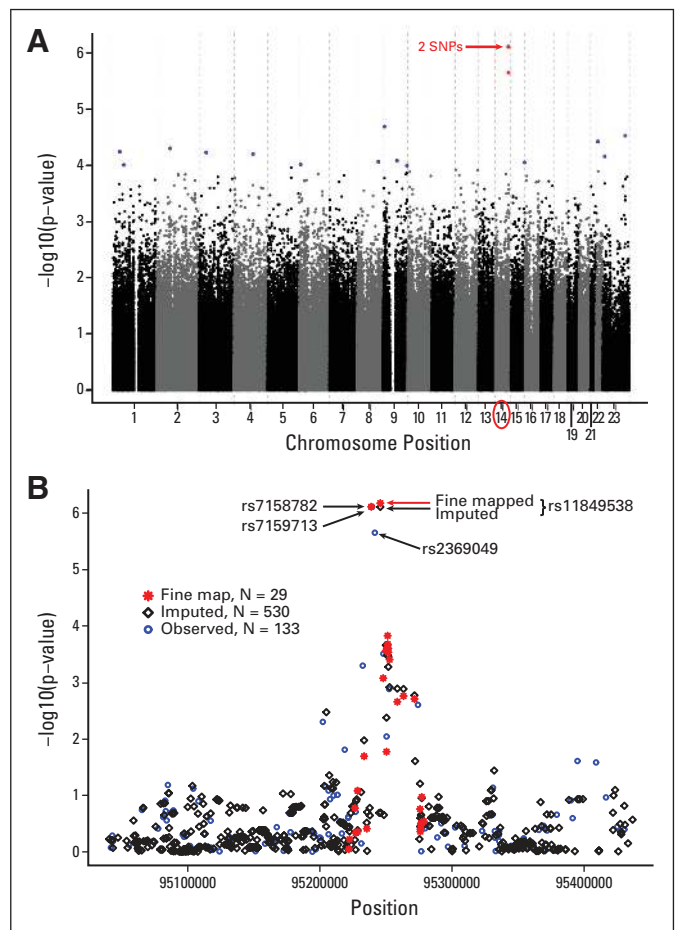 A
2 SNPs
6
5
4
3
2
1
0
−log10(p−value)
1 2 3 4 5 6 7 8 9 10 11 12 13 14 15 16 17 18 20 22 23
19 21
Chromosome Position
B
rs7158782
rs7159713
Fine mapped
Imputed
}rs11849538
rs2369049
Fine map, N = 29
Imputed, N = 530
Observed, N = 133
6
5
4
3
2
1
0
−log10(p−value)
95100000 95200000 95300000 95400000
Position